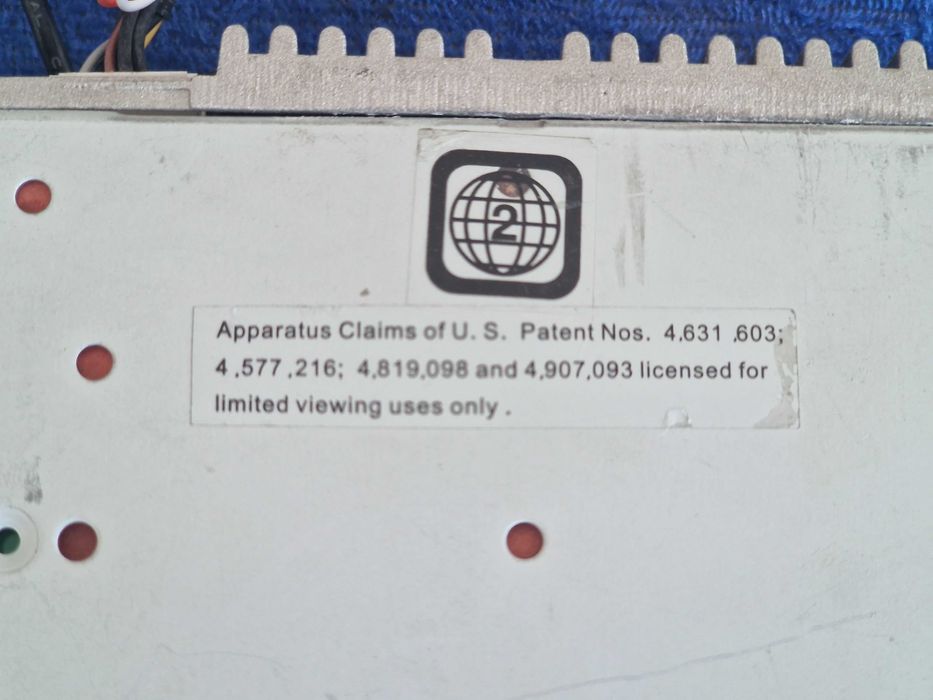 2
Apparatus Claims of U. S. Patent Nos. 4,631 ,603;
4 ,577 ,216; 4,819,098 and 4,907,093 licensed for
limited viewing uses only .